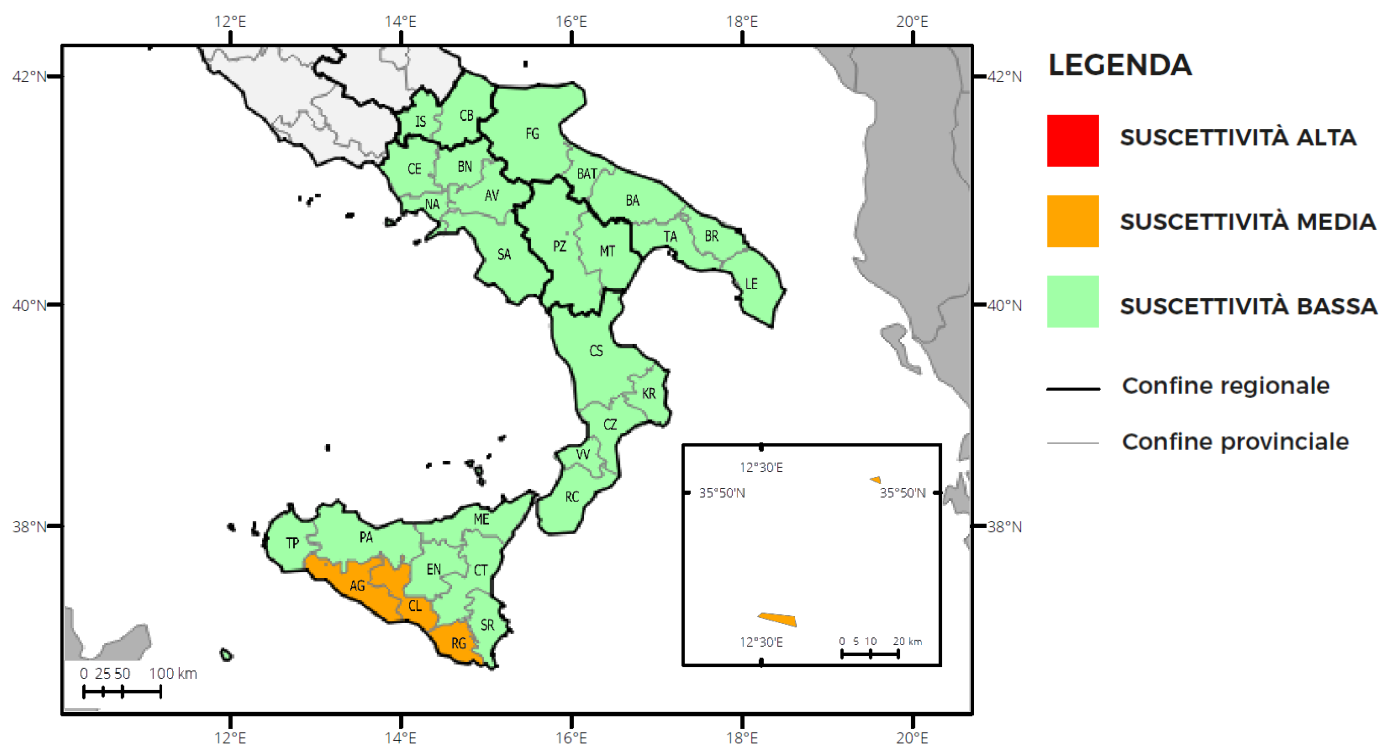 12°E 14°E 16°E 18°E 20°E
42°N 42°N
40°N 40°N
38°N 38°N
IS CB FG
CE BN BAT
NA AV BA
SA PZ MT TA BR
LE
CS
KR
CZ
VV
RC
ME
TP PA
EN CT
AG CL
SR
RG
12°30'E
35°50'N 35°50'N
12°30'E
0 5 10 20 km
0 25 50 100 km
12°E 14°E 16°E 18°E 20°E
LEGENDA
SUSCETTIVITÀ ALTA
SUSCETTIVITÀ MEDIA
SUSCETTIVITÀ BASSA
Confine regionale
Confine provinciale